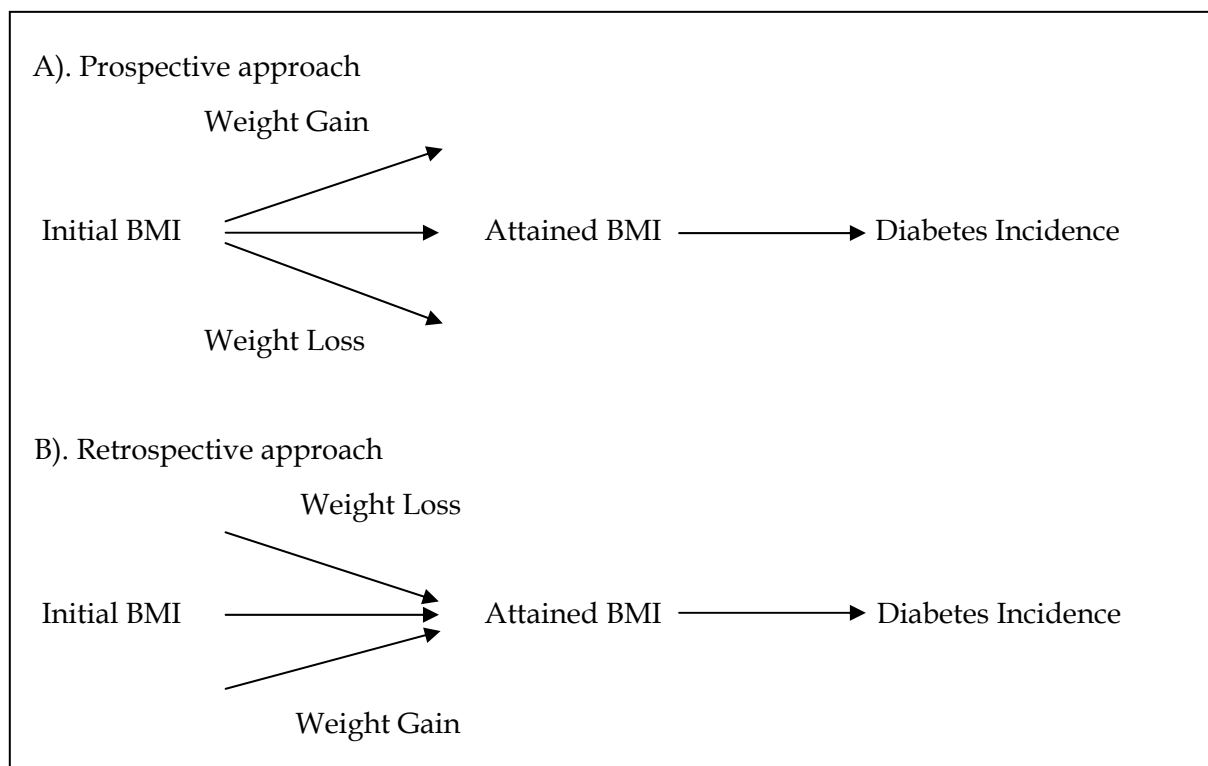 A). Prospective approach
Weight Gain
Initial BMI Attained BMI Diabetes Incidence
Weight Loss
B). Retrospective approach
Weight Loss
Initial BMI Attained BMI Diabetes Incidence
Weight Gain